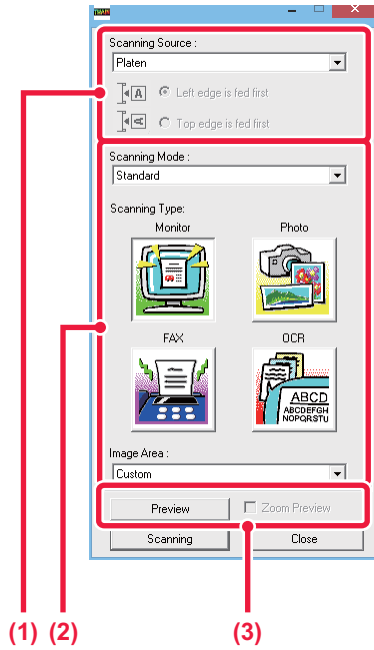 TWAIN
Scanning Source :
Platen
A Left edge is fed first
A Top edge is fed first
Scanning Mode :
Standard
Scanning Type:
Monitor Photo
FAX OCR
ABCD
ABCDEFGH
NOPQRSTU
Image Area :
Custom
Preview Zoom Preview
Scanning Close
(1) (2) (3)